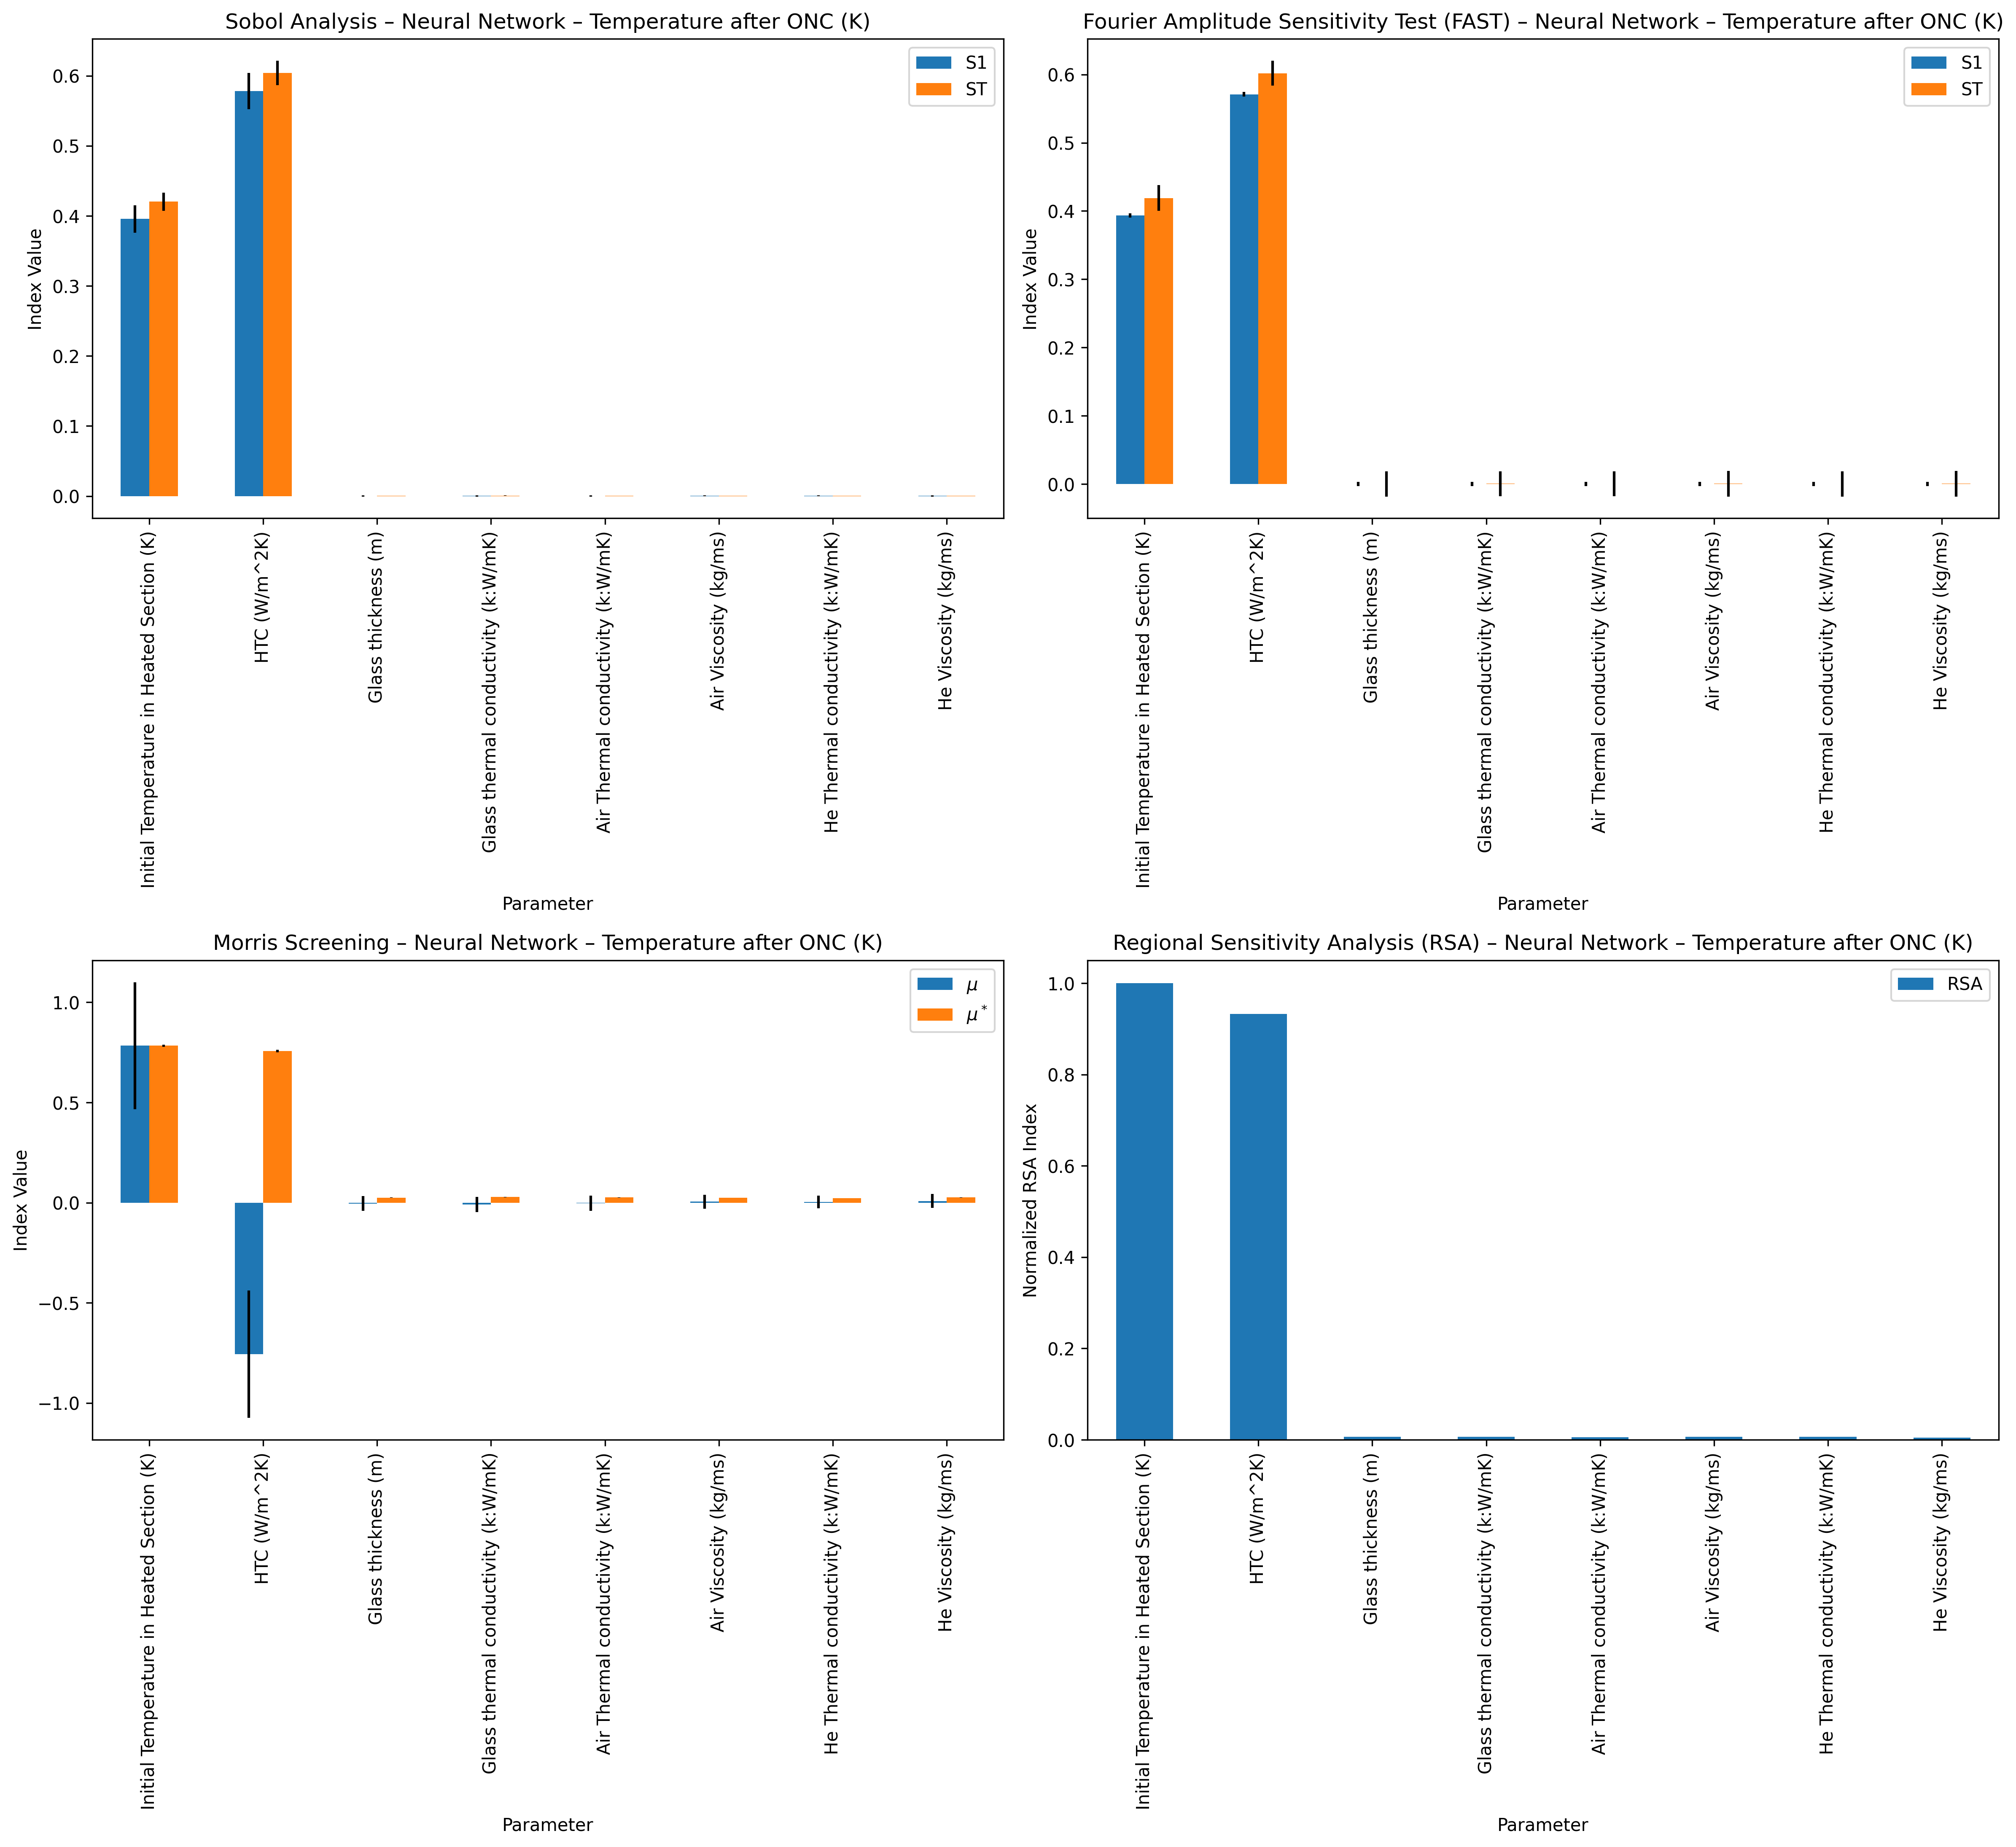 Sobol Analysis – Neural Network – Temperature after ONC (K)
S1
ST
Index Value
0.6
0.5
0.4
0.3
0.2
0.1
0.0
Initial Temperature in Heated Section (K)
HTC (W/m^2K)
Glass thickness (m)
Glass thermal conductivity (k:W/mK)
Air Thermal conductivity (k:W/mK)
Air Viscosity (kg/ms)
He Thermal conductivity (k:W/mK)
He Viscosity (kg/ms)
Parameter
Fourier Amplitude Sensitivity Test (FAST) – Neural Network – Temperature after ONC (K)
S1
ST
Index Value
0.6
0.5
0.4
0.3
0.2
0.1
0.0
Initial Temperature in Heated Section (K)
HTC (W/m^2K)
Glass thickness (m)
Glass thermal conductivity (k:W/mK)
Air Thermal conductivity (k:W/mK)
Air Viscosity (kg/ms)
He Thermal conductivity (k:W/mK)
He Viscosity (kg/ms)
Parameter
Morris Screening – Neural Network – Temperature after ONC (K)
μ
μ*
Index Value
1.0
0.5
0.0
−0.5
−1.0
Initial Temperature in Heated Section (K)
HTC (W/m^2K)
Glass thickness (m)
Glass thermal conductivity (k:W/mK)
Air Thermal conductivity (k:W/mK)
Air Viscosity (kg/ms)
He Thermal conductivity (k:W/mK)
He Viscosity (kg/ms)
Parameter
Regional Sensitivity Analysis (RSA) – Neural Network – Temperature after ONC (K)
RSA
Normalized RSA Index
1.0
0.8
0.6
0.4
0.2
0.0
Initial Temperature in Heated Section (K)
HTC (W/m^2K)
Glass thickness (m)
Glass thermal conductivity (k:W/mK)
Air Thermal conductivity (k:W/mK)
Air Viscosity (kg/ms)
He Thermal conductivity (k:W/mK)
He Viscosity (kg/ms)
Parameter